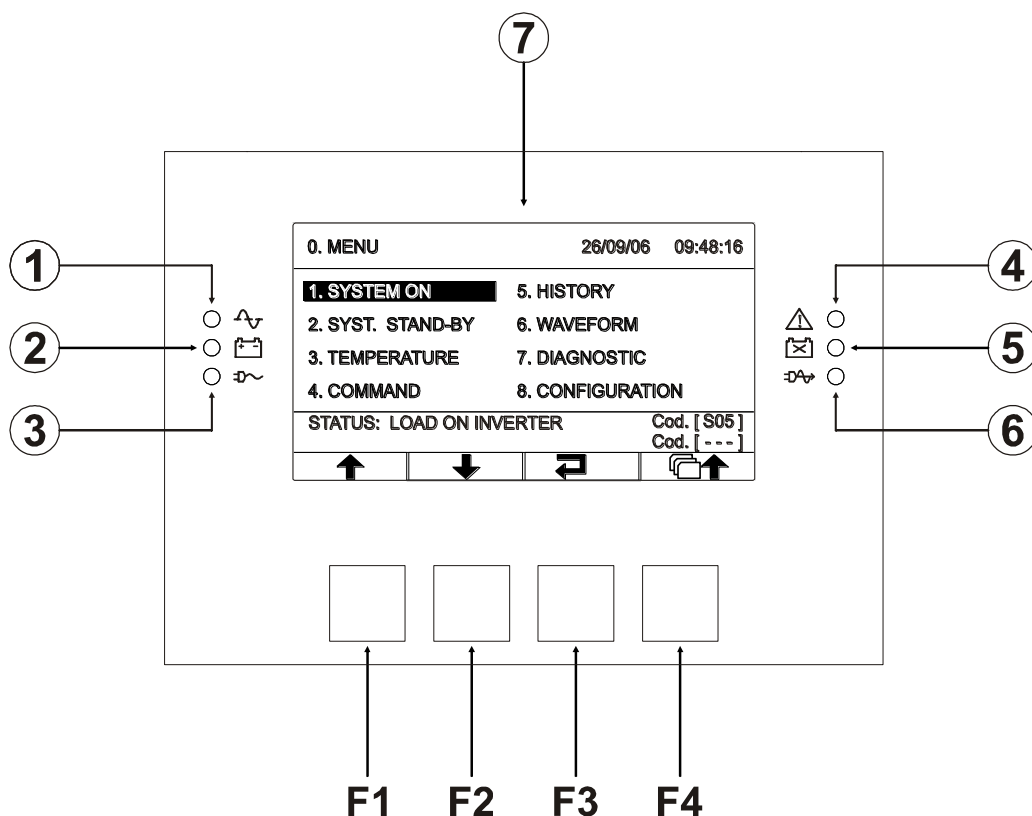 7
0. MENU 26/09/06 09:48:16
1. SYSTEM ON 5. HISTORY
2. SYST. STAND-BY 6. WAVEFORM
3. TEMPERATURE 7. DIAGNOSTIC
4. COMMAND 8. CONFIGURATION
STATUS: LOAD ON INVERTER Cod. [ S05 ]
Cod. [ - - - ]
1
2
3
4
5
6
F1 F2 F3 F4